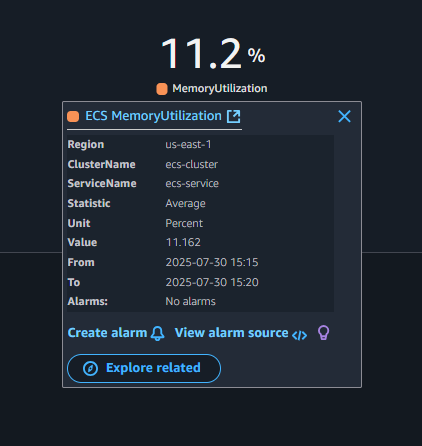 11.2 %
MemoryUtilization
ECS MemoryUtilization
Region us-east-1
ClusterName ecs-cluster
ServiceName ecs-service
Statistic Average
Unit Percent
Value 11.162
From 2025-07-30 15:15
To 2025-07-30 15:20
Alarms: No alarms
Create alarm View alarm source
Explore related